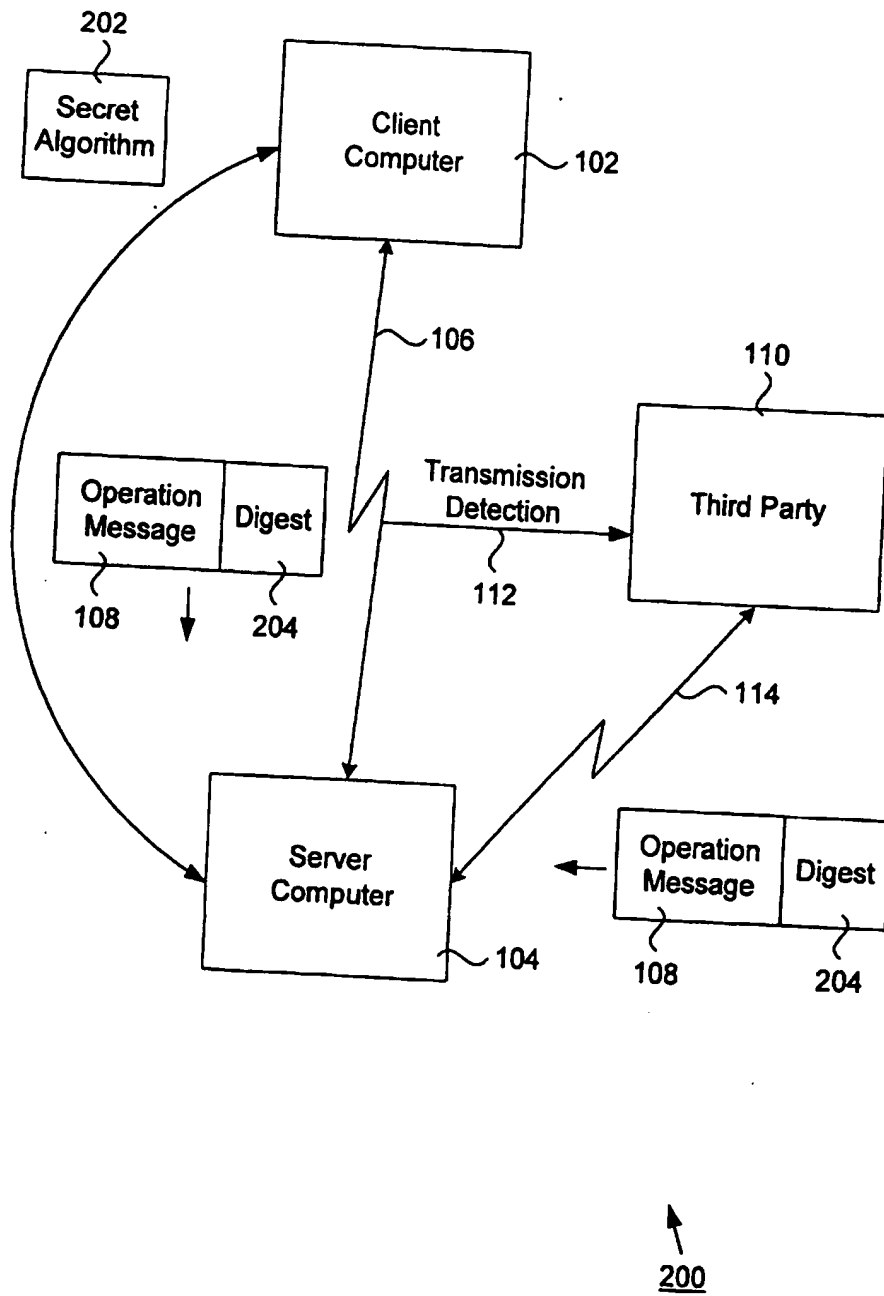 202
Secret
Algorithm
Client
Computer
102
106
110
Third Party
Transmission
Detection
112
Operation
Message
Digest
108
204
114
Server
Computer
104
Operation
Message
Digest
108
204
200